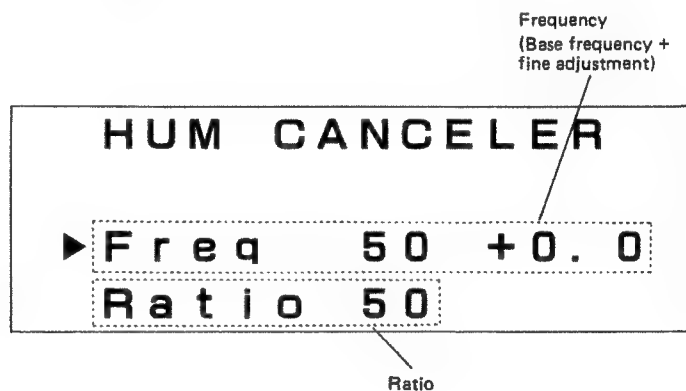 Frequency
(Base frequency +
fine adjustment)
HUM CANCELER
▶Freq 50 +0.0
Ratio 50
Ratio